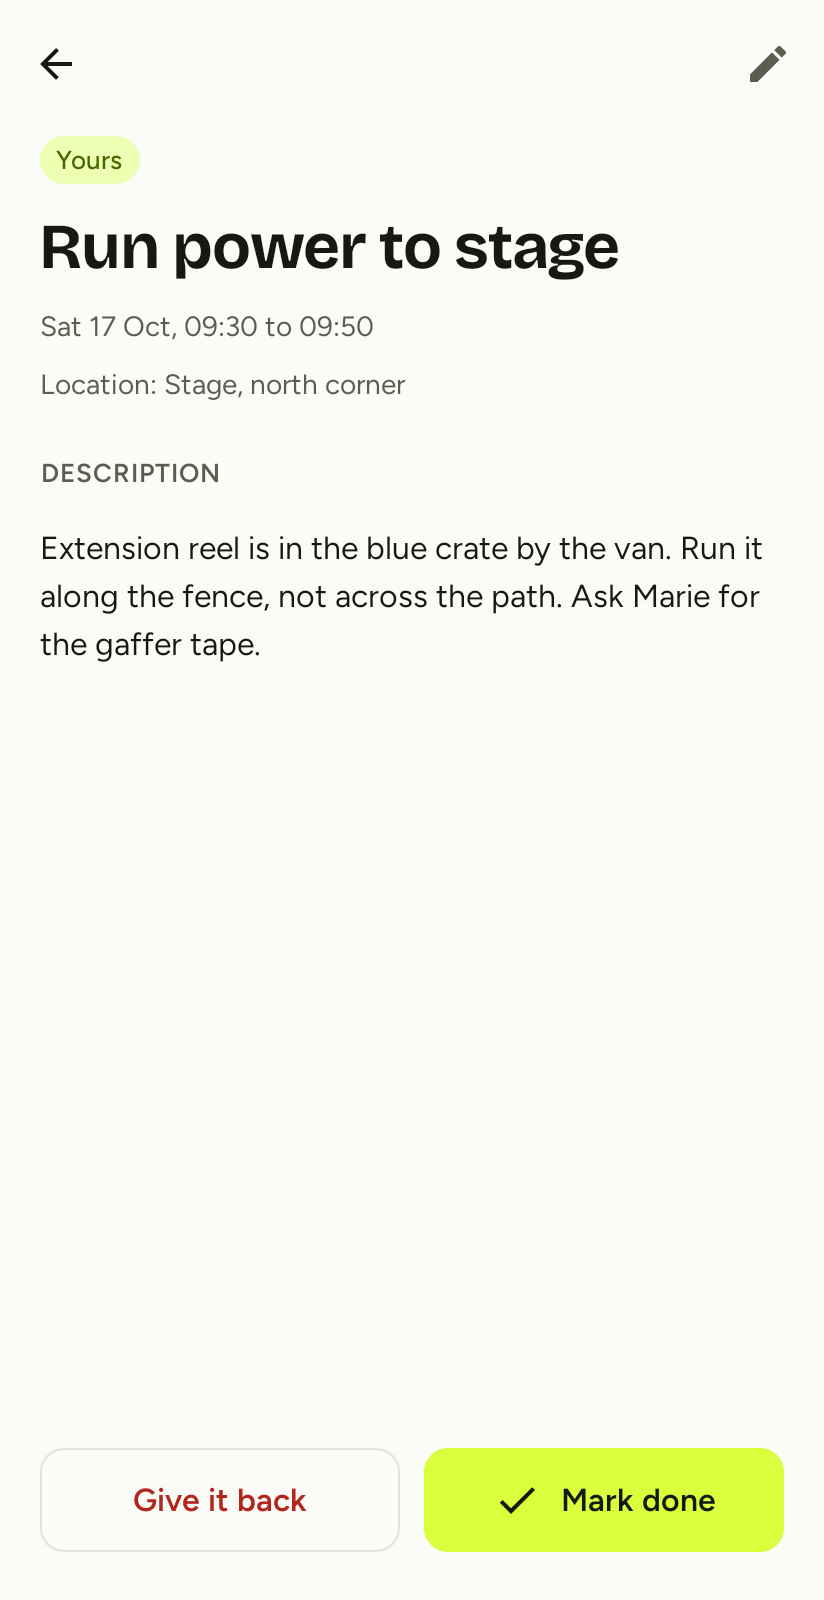 Yours
Run power to stage
Sat 17 Oct, 09:30 to 09:50
Location: Stage, north corner
DESCRIPTION
Extension reel is in the blue crate by the van. Run it
along the fence, not across the path. Ask Marie for
the gaffer tape.
Give it back
Mark done